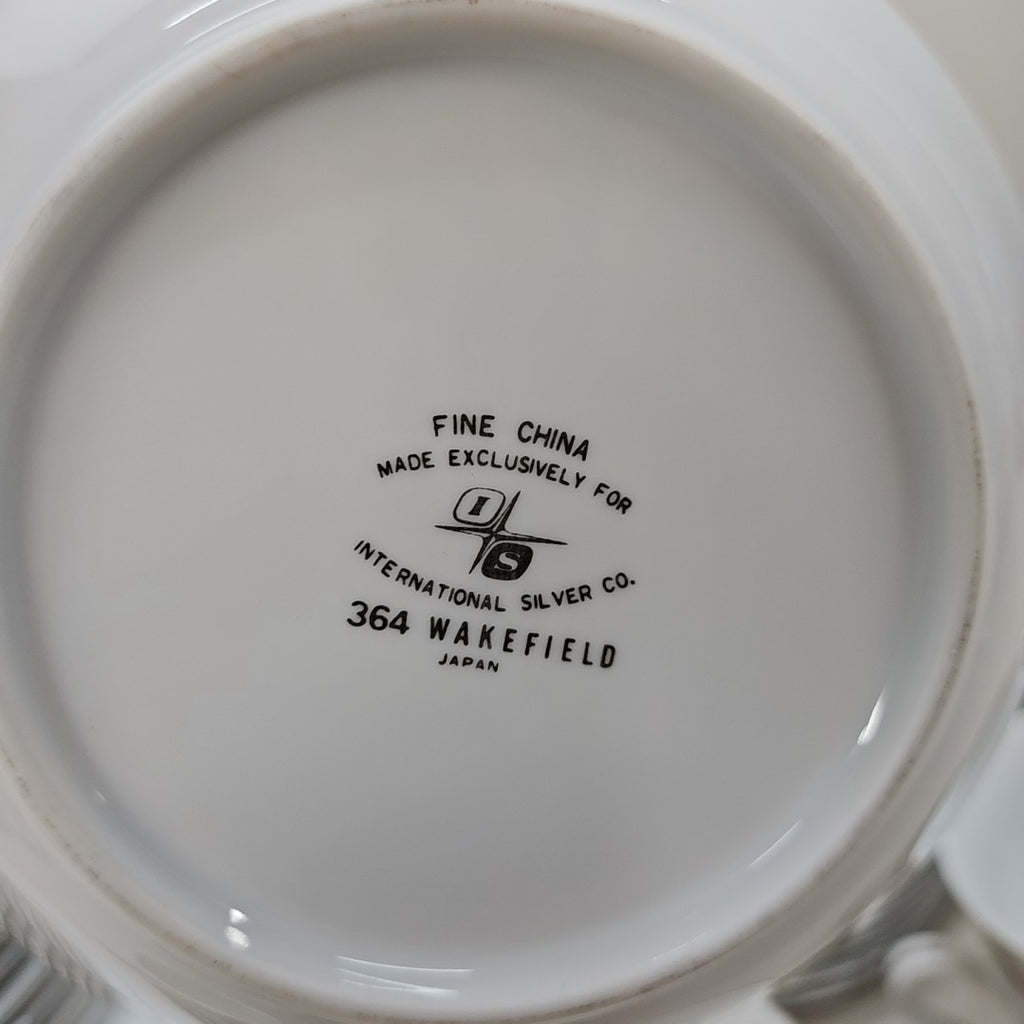 FINE CHINA
MADE EXCLUSIVELY FOR
I
S
INTERNATIONAL SILVER CO.
364 WAKEFIELD
JAPAN